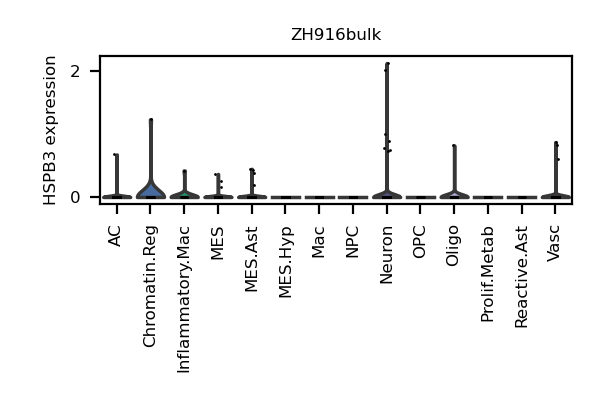 ZH916bulk
HSPB3 expression
2
0
AC
Chromatin.Reg
Inflammatory.Mac
MES
MES.Ast
MES.Hyp
Mac
NPC
Neuron
OPC
Oligo
Prolif.Metab
Reactive.Ast
Vasc